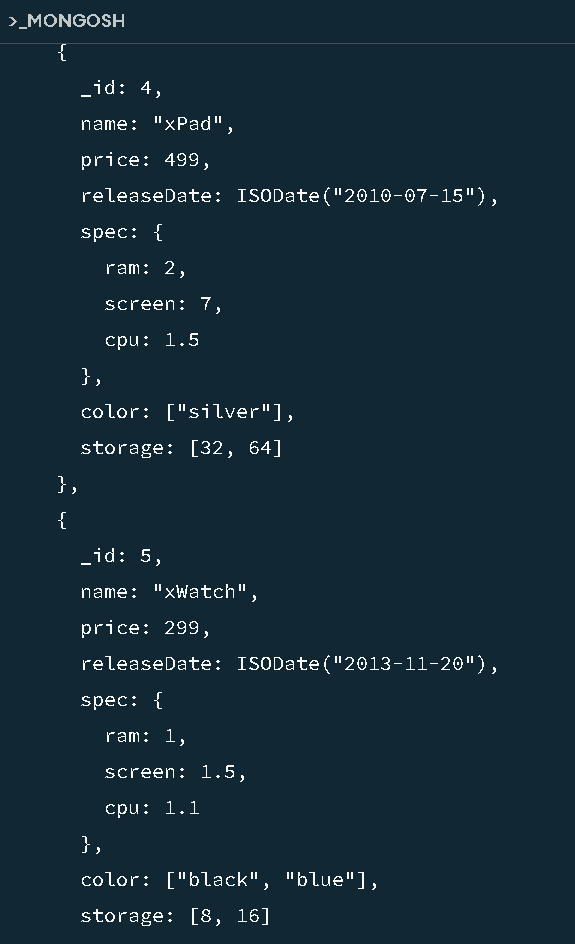 >_MONGOSH
{
_id: 4,
name: "xPad",
price: 499,
releaseDate: ISODate("2010-07-15"),
spec: {
ram: 2,
screen: 7,
cpu: 1.5
},
color: ["silver"],
storage: [32, 64]
},
{
_id: 5,
name: "xWatch",
price: 299,
releaseDate: ISODate("2013-11-20"),
spec: {
ram: 1,
screen: 1.5,
cpu: 1.1
},
color: ["black", "blue"],
storage: [8, 16]